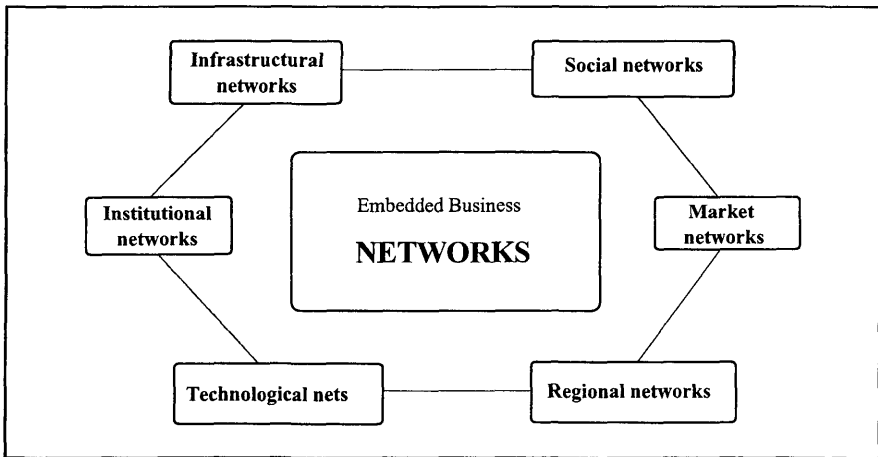 Infrastructural
networks
Social networks
Institutional
networks
Embedded Business
NETWORKS
Market
networks
Technological nets
Regional networks